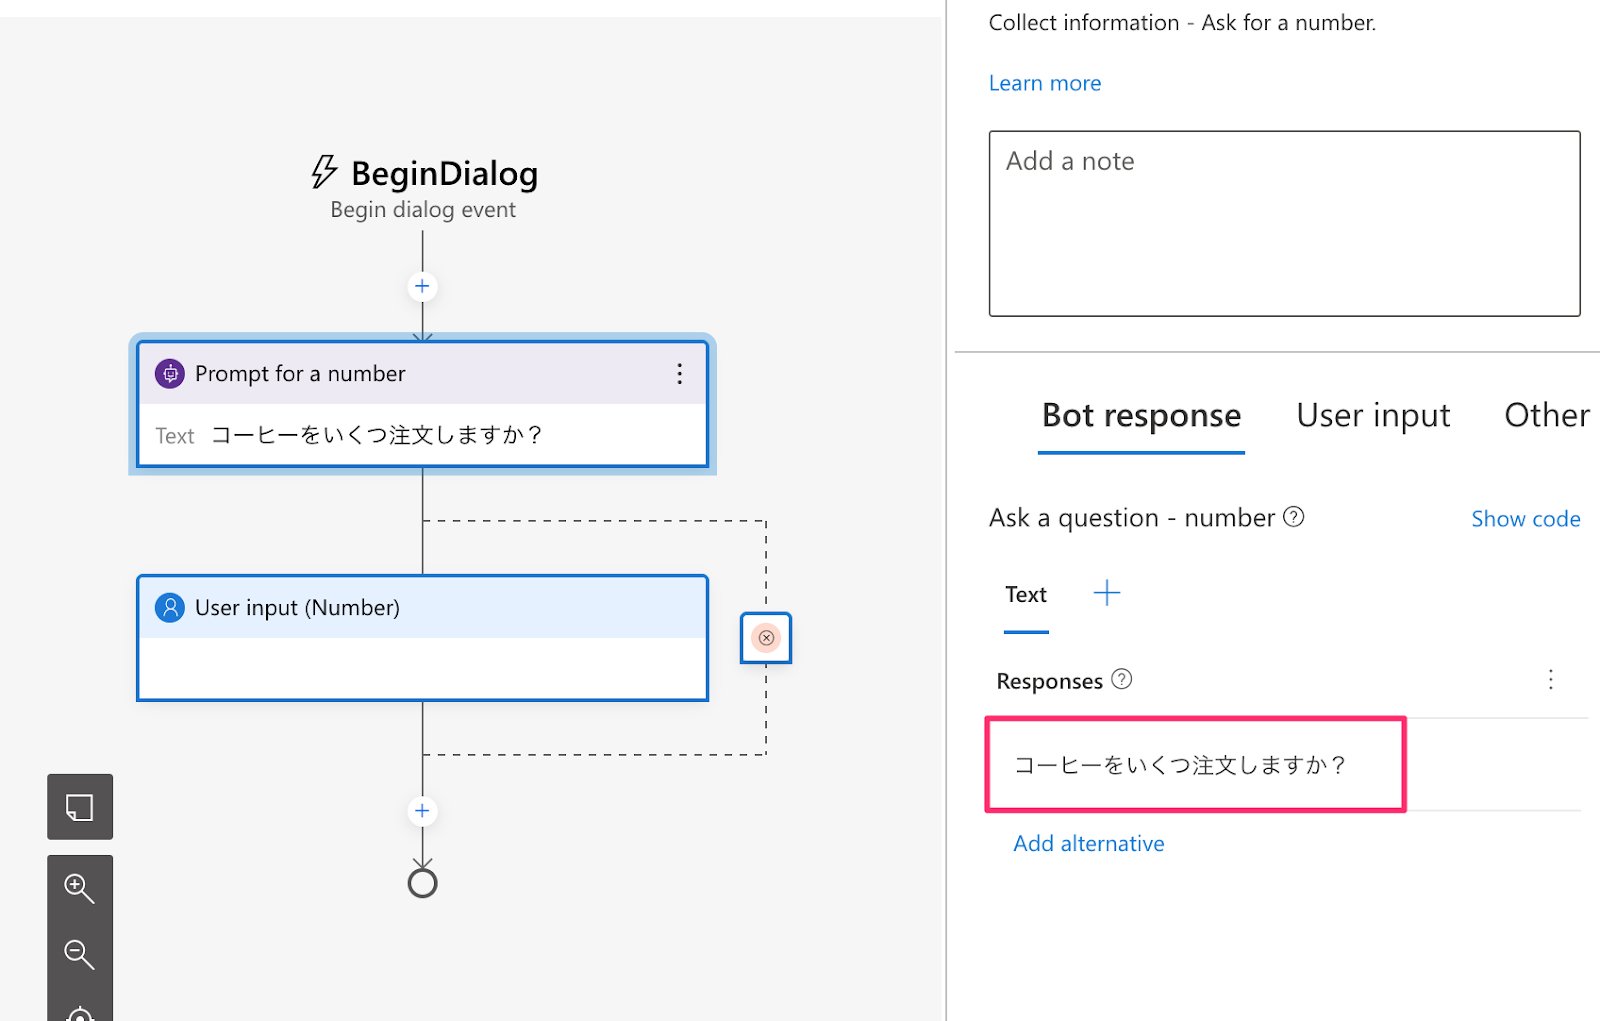 BeginDialog
Begin dialog event
Prompt for a number
Text コーヒーをいくつ注文しますか？
User input (Number)
Collect information - Ask for a number.
Learn more
Add a note
Bot response User input Other
Ask a question - number
Show code
Text
Responses
コーヒーをいくつ注文しますか？
Add alternative